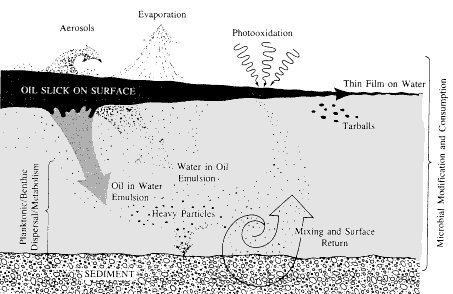 Evaporation
Aerosols
Photooxidation
OIL SLICK ON SURFACE
Thin Film on Water
Tarballs
Water in Oil
Emulsion
Oil in Water
Emulsion
Heavy Particles
Mixing and Surface
Return
SEDIMENT
Planktonic/Benthic
Dispersal/Metabolism
Microbial Modification and Consumption